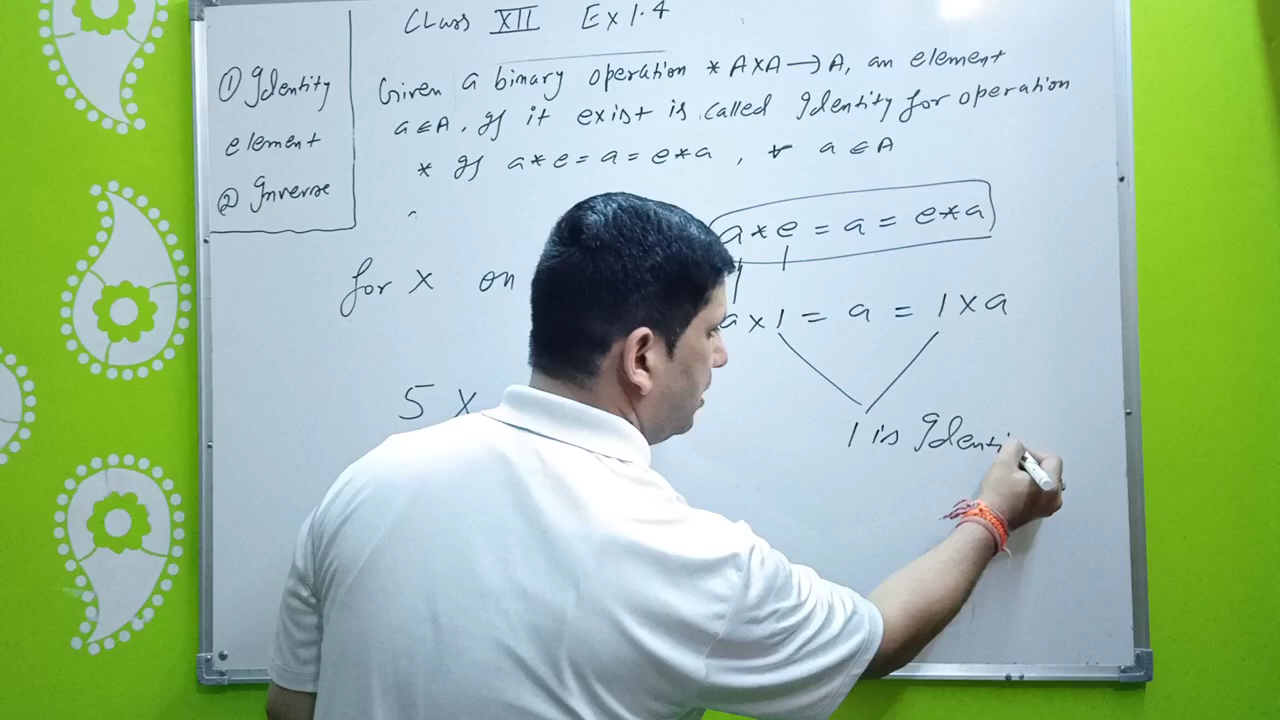 Class XII Ex 1.4
① Identity
element
② Inverse
Given a binary operation * A×A→A, an element
a∈A, If it exist is called Identity for operation
* If a*e = a = e*a, ∀ a∈A
a*e = a = e*a
for × on
a×1 = a = 1×a
5 ×
1 is Identi